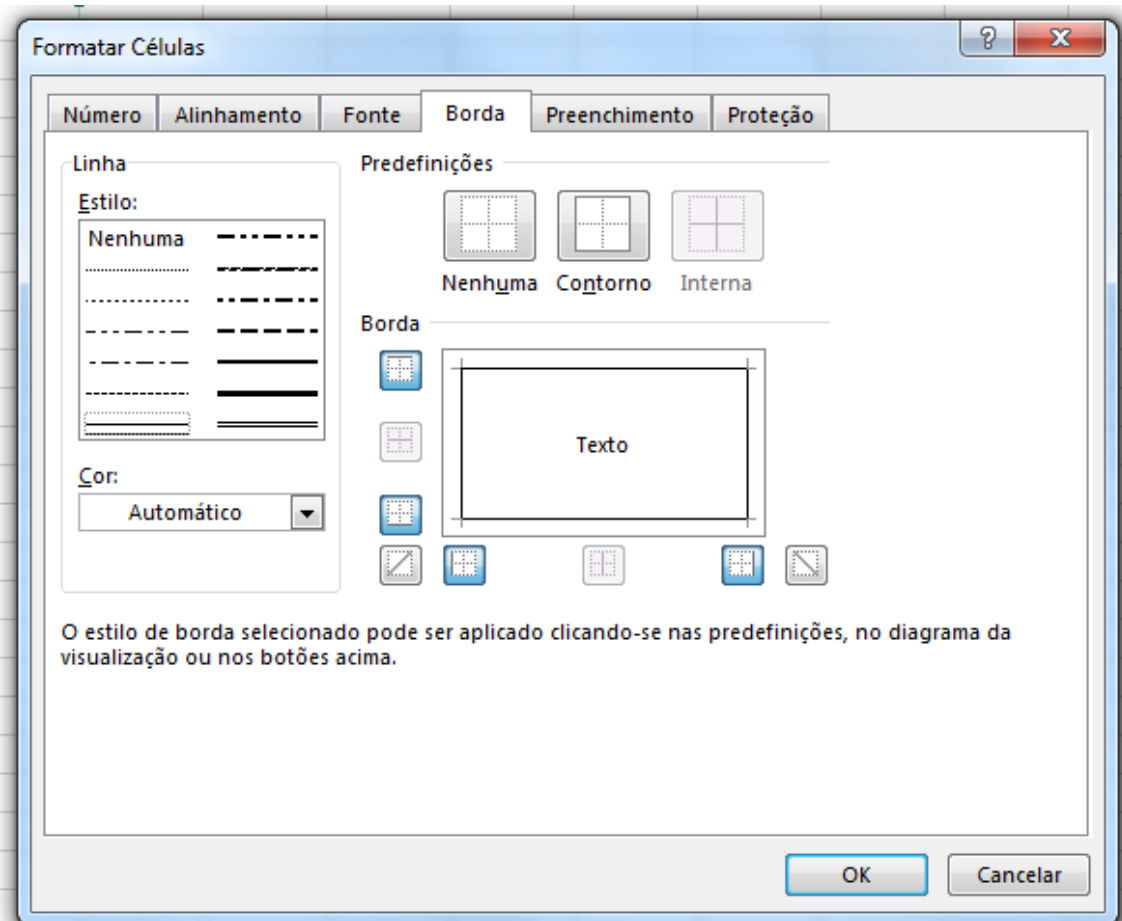 Formatar Células
Número Alinhamento Fonte Borda Preenchimento Proteção
Linha
Estilo:
Nenhuma
Cor:
Automático
Predefinições
Nenhuma Contorno Interna
Borda
Texto
O estilo de borda selecionado pode ser aplicado clicando-se nas predefinições, no diagrama da
visualização ou nos botões acima.
OK Cancelar